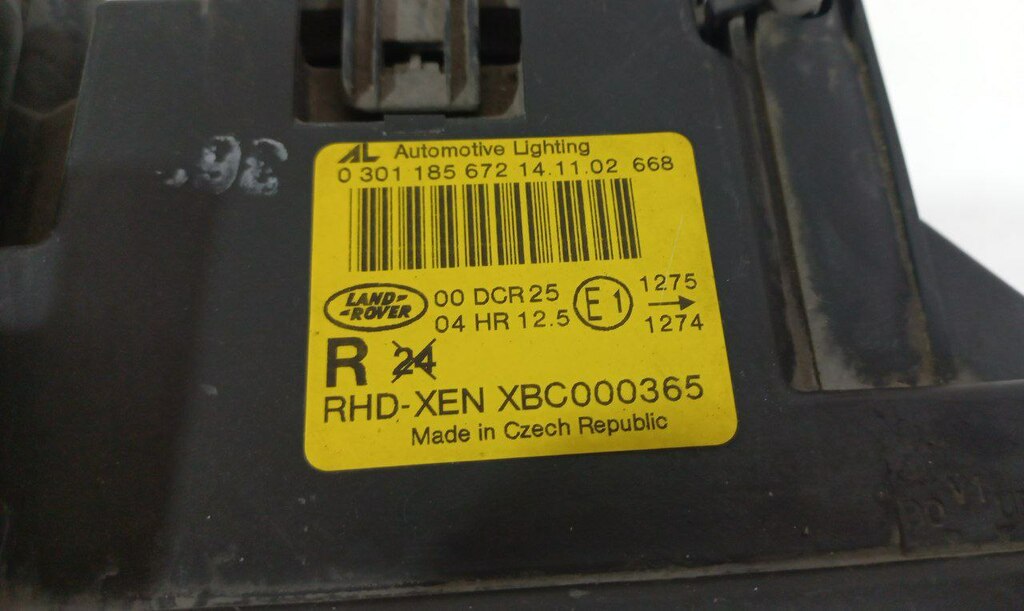 AL Automotive Lighting
0 301 185 672 14.11.02 668
LAND-
-ROVER
00 DCR 25
04 HR 12.5
E1
1275
1274
R 24
RHD-XEN XBC000365
Made in Czech Republic